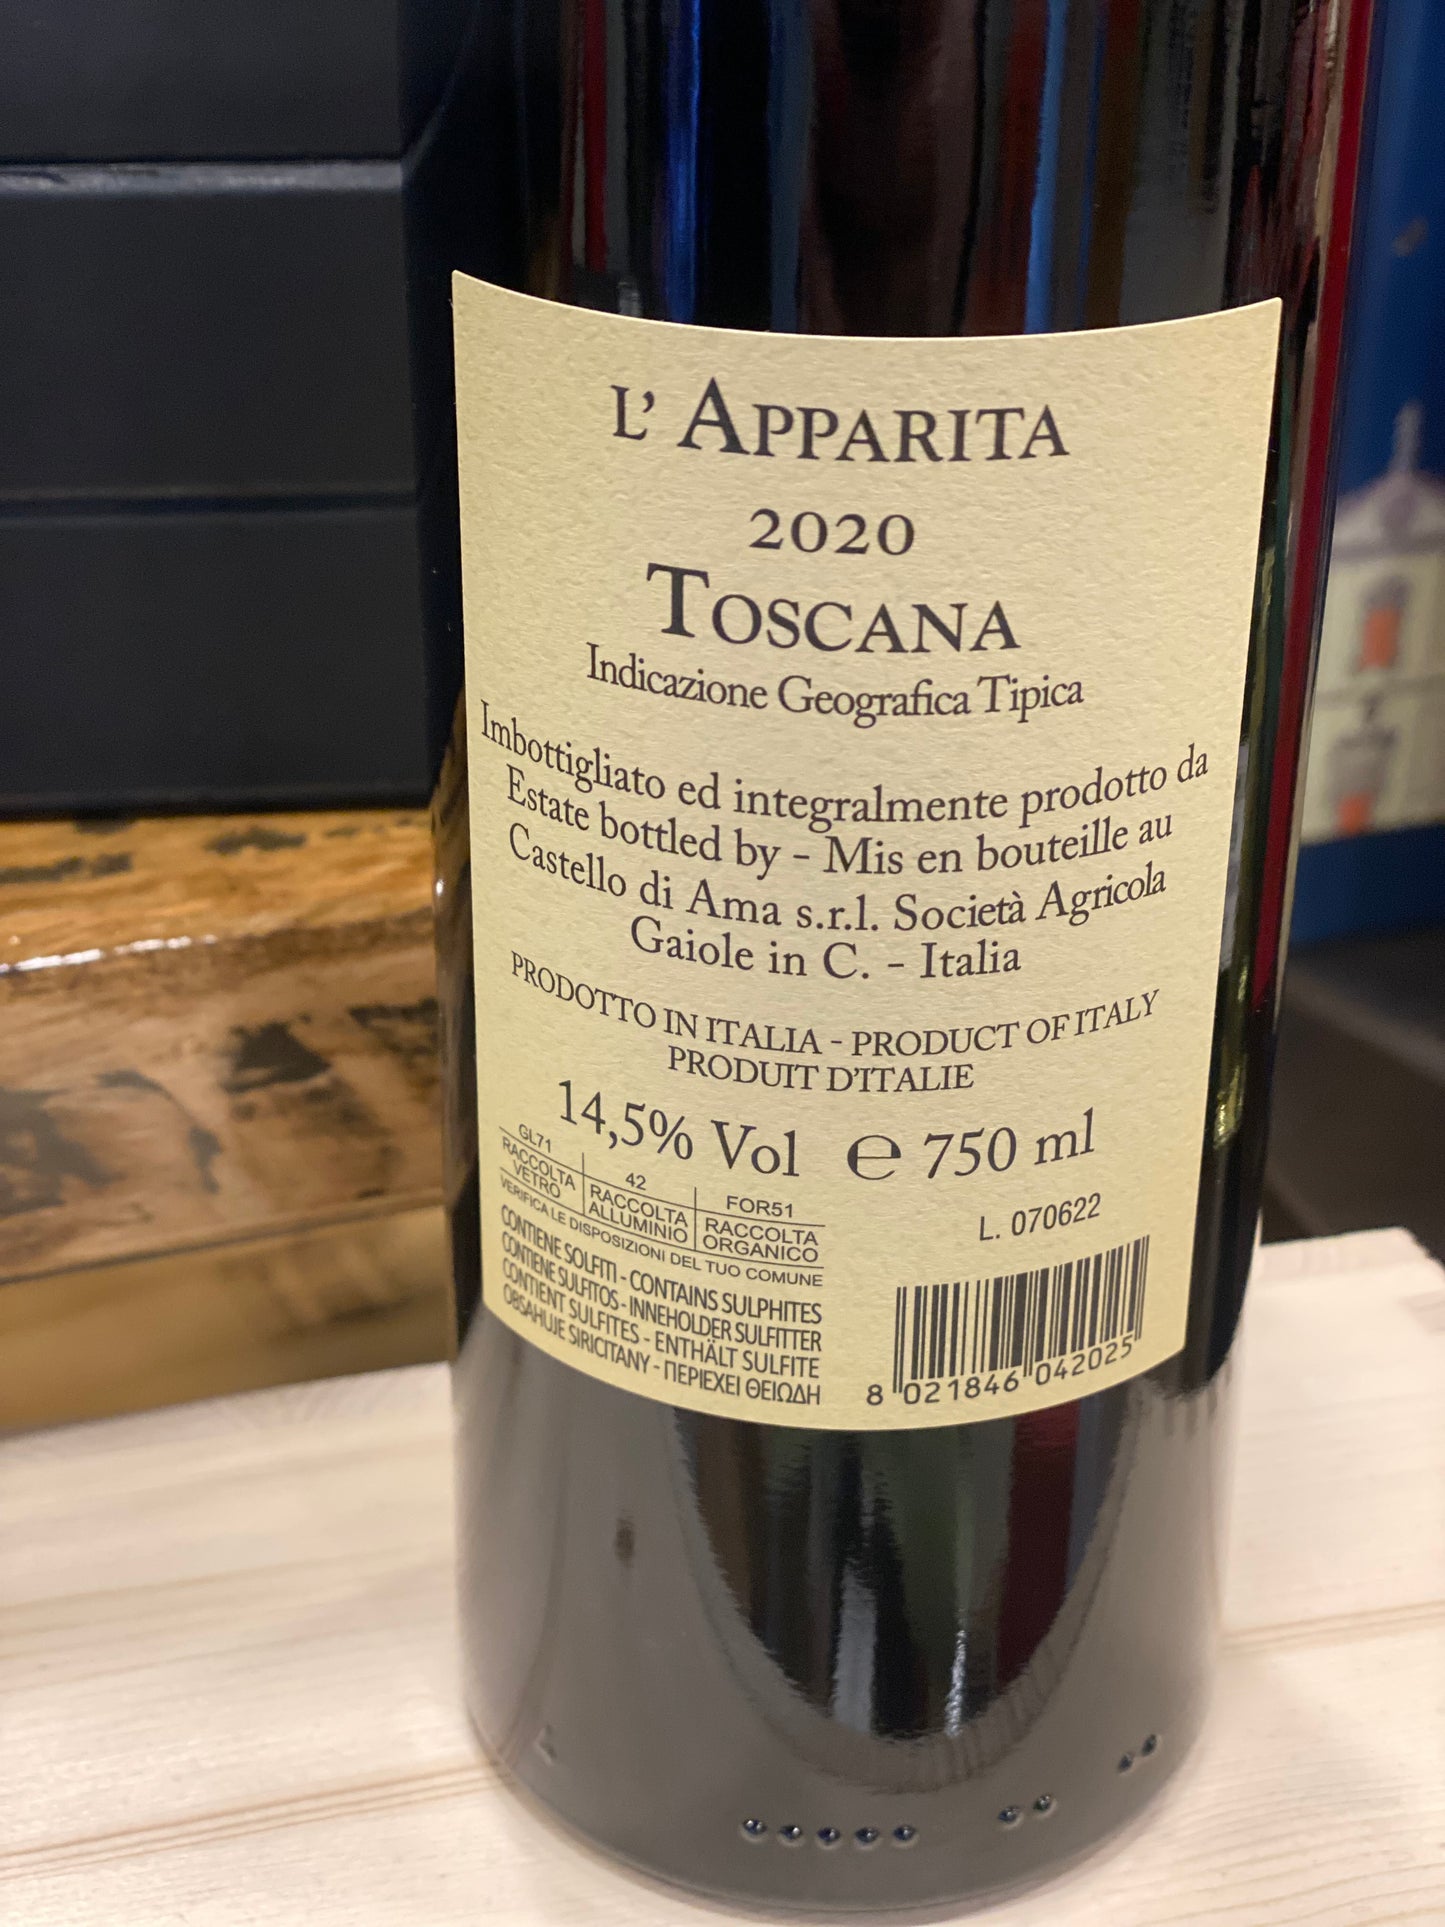 L' APPARITA
2020
TOSCANA
Indicazione Geografica Tipica
Imbottigliato ed integralmente prodotto da
Estate bottled by - Mis en bouteille au
Castello di Ama s.r.l. Società Agricola
Gaiole in C. - Italia
PRODOTTO IN ITALIA - PRODUCT OF ITALY
PRODUIT D'ITALIE
14,5% Vol ℮ 750 ml
GL71
RACCOLTA
VETRO
42
RACCOLTA
ALLUMINIO
FOR51
RACCOLTA
ORGANICO
VERIFICA LE DISPOSIZIONI DEL TUO COMUNE
L. 070622
CONTIENE SOLFITI - CONTAINS SULPHITES
CONTIENE SULFITOS - INNEHOLDER SULFITTER
CONTIENT SULFITES - ENTHÄLT SULFITE
OBSAHUJE SIRICITANY - ΠΕΡΙΕΧΕΙ ΘΕΙΩΔΗ
8 021846 042025